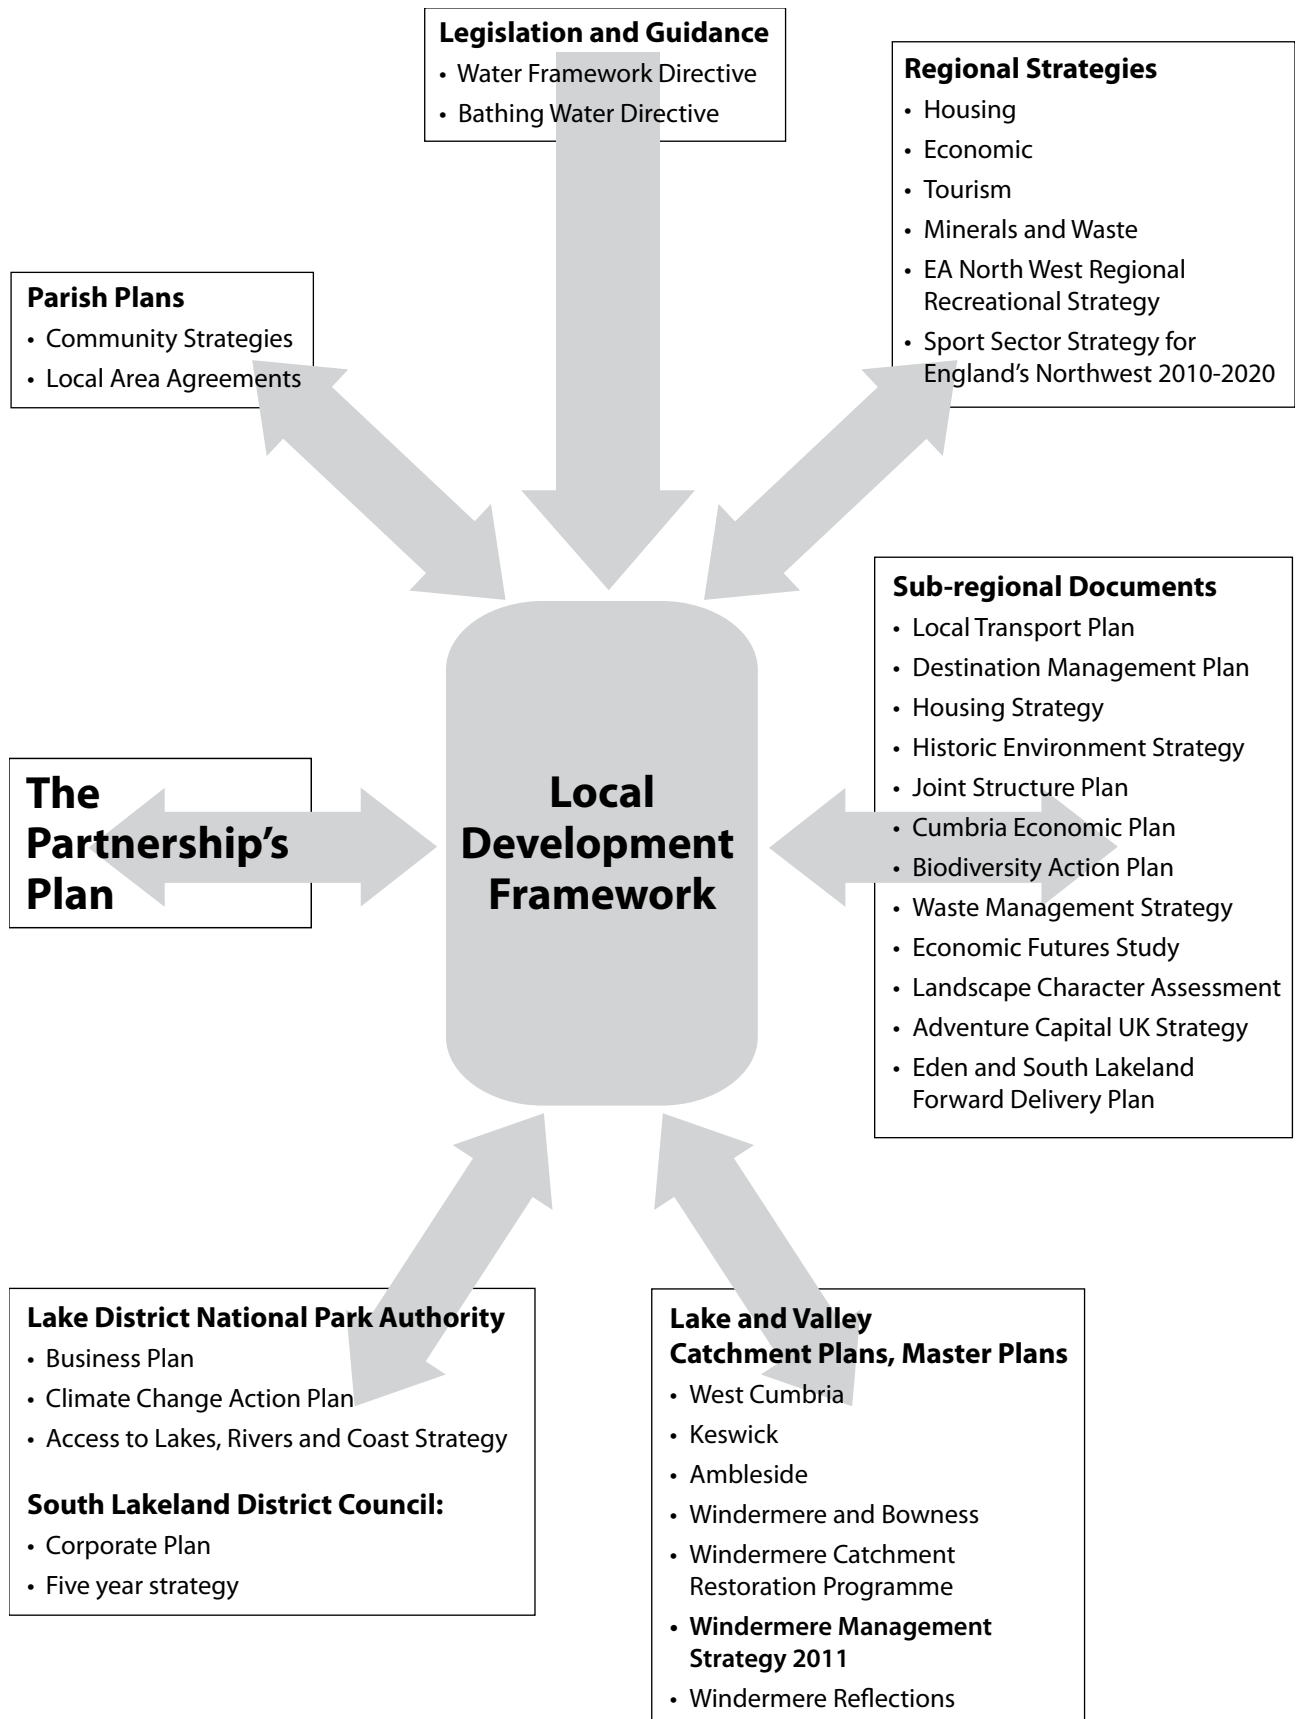 Legislation and Guidance
• Water Framework Directive
• Bathing Water Directive
Regional Strategies
• Housing
• Economic
• Tourism
• Minerals and Waste
• EA North West Regional
Recreational Strategy
• Sport Sector Strategy for
England’s Northwest 2010-2020
Parish Plans
• Community Strategies
• Local Area Agreements
Sub-regional Documents
• Local Transport Plan
• Destination Management Plan
• Housing Strategy
• Historic Environment Strategy
• Joint Structure Plan
• Cumbria Economic Plan
• Biodiversity Action Plan
• Waste Management Strategy
• Economic Futures Study
• Landscape Character Assessment
• Adventure Capital UK Strategy
• Eden and South Lakeland
Forward Delivery Plan
The
Partnership’s
Plan
Local
Development
Framework
Lake District National Park Authority
• Business Plan
• Climate Change Action Plan
• Access to Lakes, Rivers and Coast Strategy
South Lakeland District Council:
• Corporate Plan
• Five year strategy
Lake and Valley
Catchment Plans, Master Plans
• West Cumbria
• Keswick
• Ambleside
• Windermere and Bowness
• Windermere Catchment
Restoration Programme
• Windermere Management
Strategy 2011
• Windermere Reflections